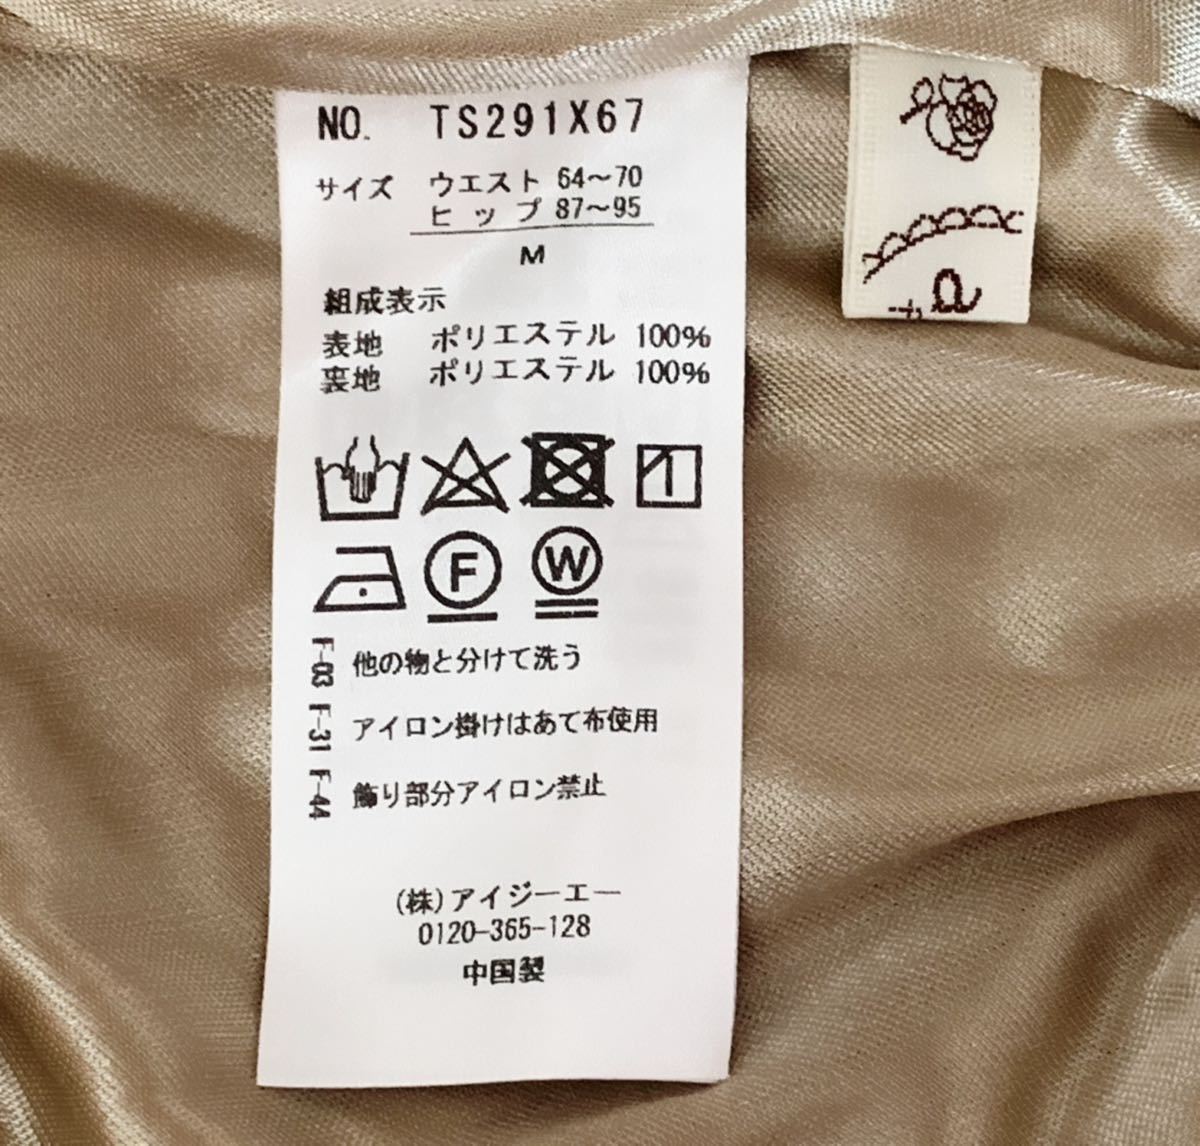 NO. TS291X67
サイズ ウエスト 64〜70
ヒップ 87〜95
M
組成表示
表地 ポリエステル 100%
裏地 ポリエステル 100%
F
W
F-03 他の物と分けて洗う
F-31 アイロン掛けはあて布使用
F-44 飾り部分アイロン禁止
(株)アイジーエー
0120-365-128
中国製
a